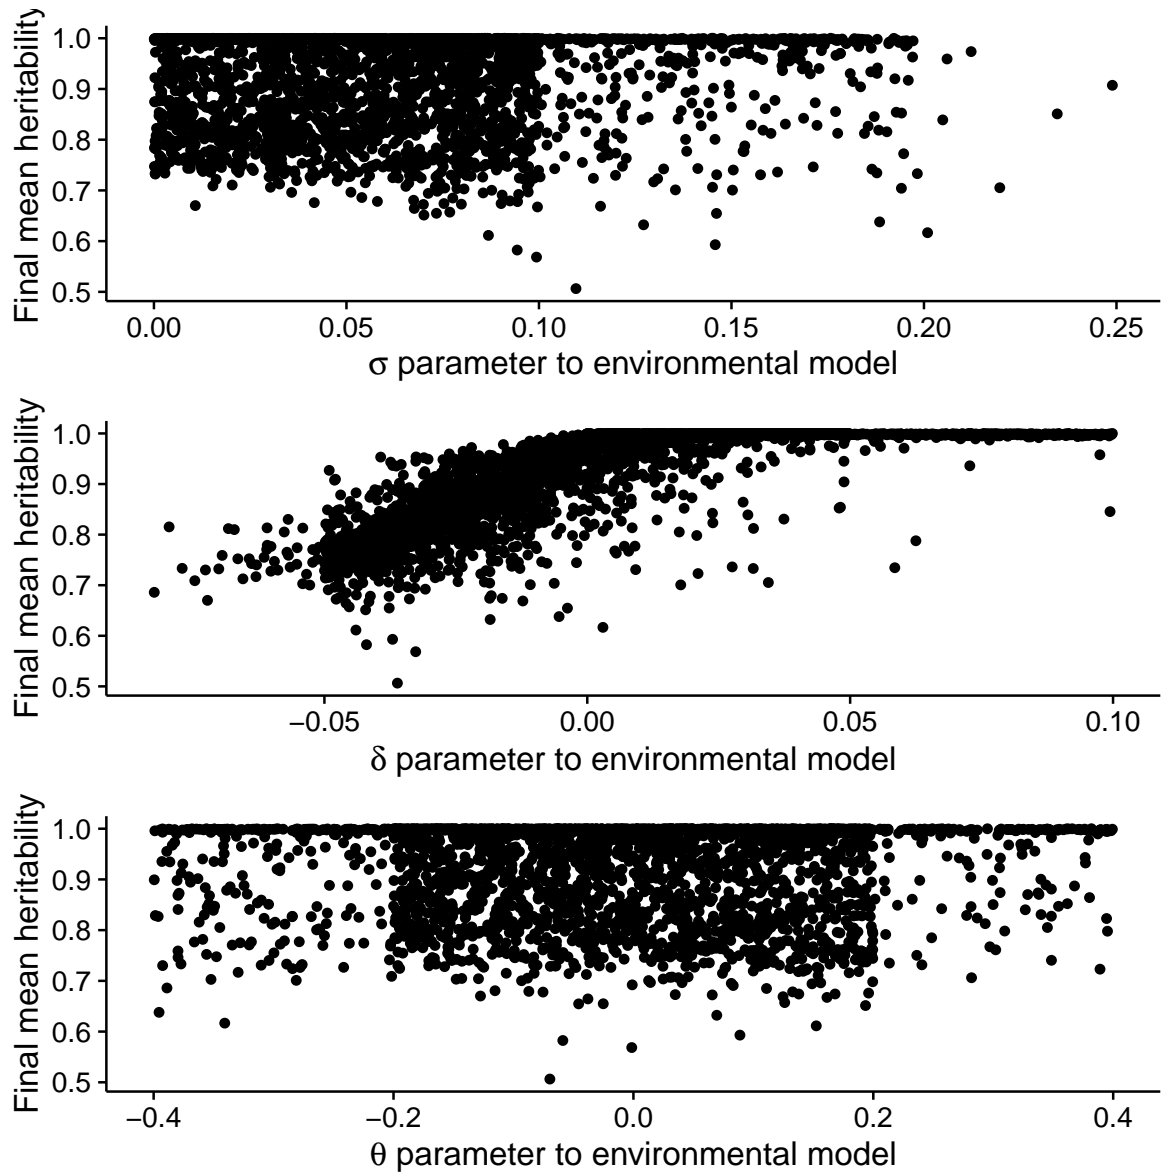 Final mean heritability
1.0
0.9
0.8
0.7
0.6
0.5
0.00 0.05 0.10 0.15 0.20 0.25
σ parameter to environmental model
Final mean heritability
1.0
0.9
0.8
0.7
0.6
0.5
−0.05 0.00 0.05 0.10
δ parameter to environmental model
Final mean heritability
1.0
0.9
0.8
0.7
0.6
0.5
−0.4 −0.2 0.0 0.2 0.4
θ parameter to environmental model